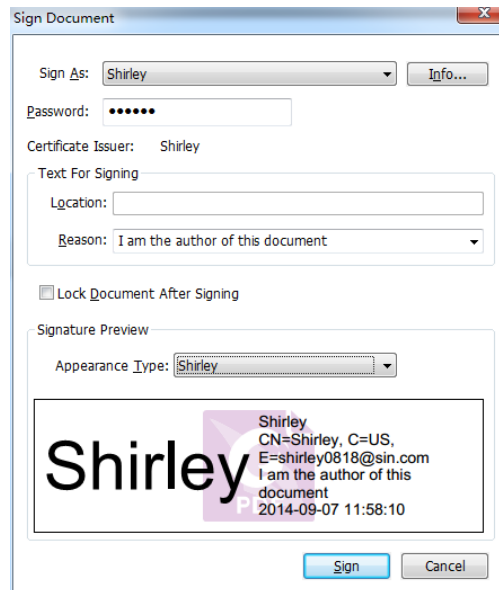 Sign Document
Sign As: Shirley Info...
Password: ••••••
Certificate Issuer: Shirley
Text For Signing
Location:
Reason: I am the author of this document
Lock Document After Signing
Signature Preview
Appearance Type: Shirley
Shirley
Shirley
CN=Shirley, C=US,
E=shirley0818@sin.com
I am the author of this
document
2014-09-07 11:58:10
PDF
Sign Cancel